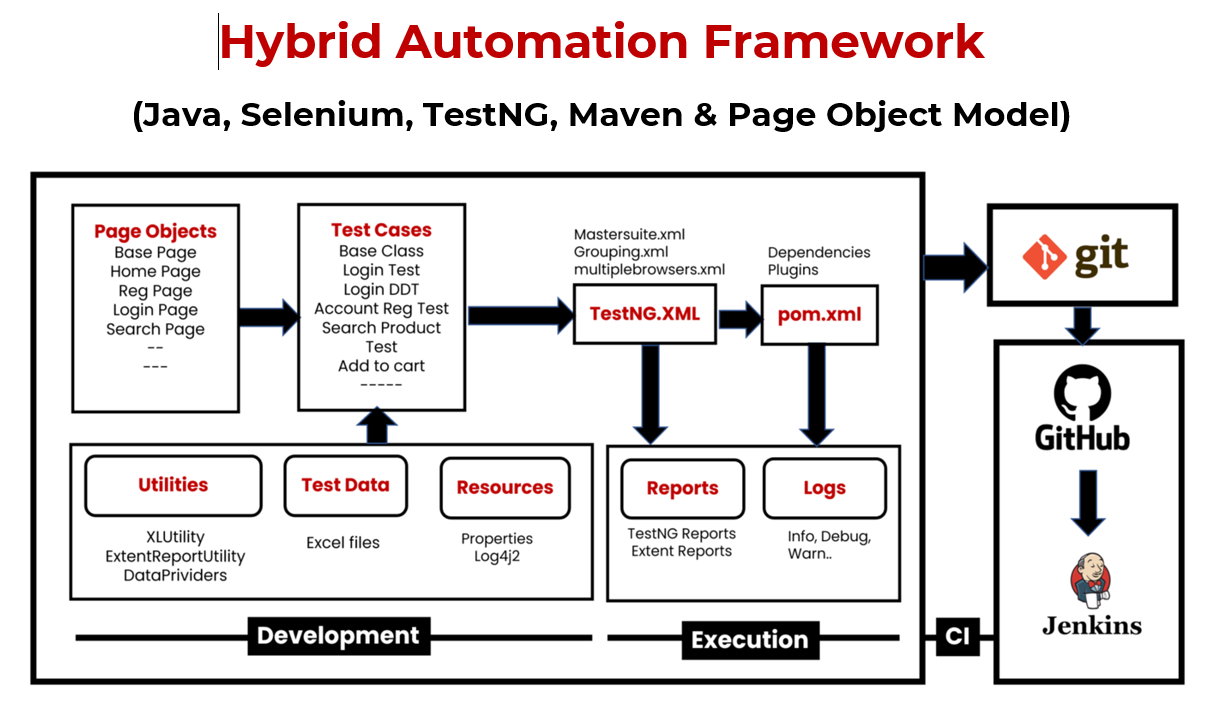 Hybrid Automation Framework
(Java, Selenium, TestNG, Maven & Page Object Model)
Page Objects
Base Page
Home Page
Reg Page
Login Page
Search Page
--
---
Test Cases
Base Class
Login Test
Login DDT
Account Reg Test
Search Product
Test
Add to cart
-----
Mastersuite.xml
Grouping.xml
multiplebrowsers.xml
TestNG.XML
Dependencies
Plugins
pom.xml
git
Utilities
XLUtility
ExtentReportUtility
DataPrividers
Test Data
Excel files
Resources
Properties
Log4j2
Reports
TestNG Reports
Extent Reports
Logs
Info, Debug,
Warn..
GitHub
Jenkins
Development
Execution
CI